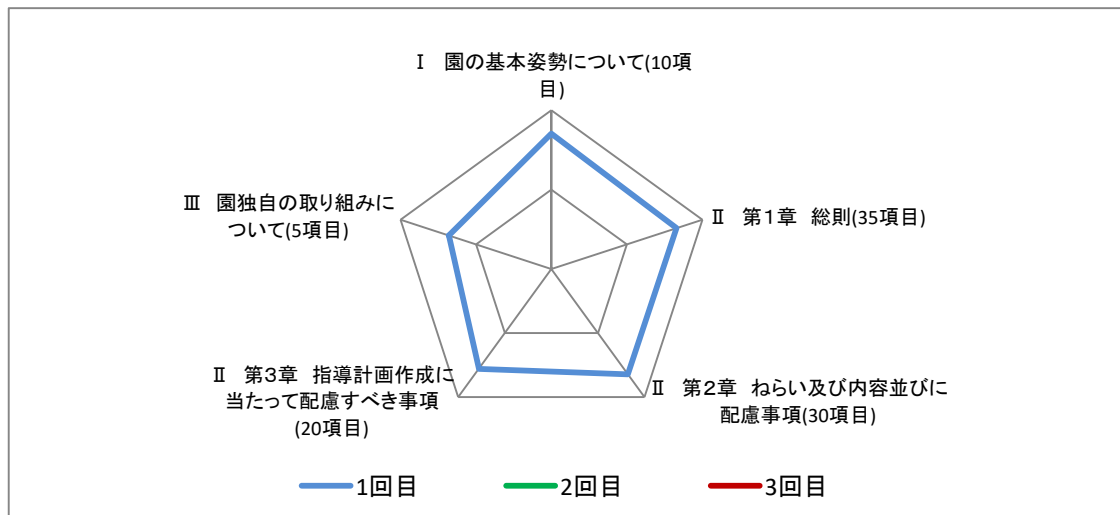 Ⅰ　園の基本姿勢について(10項
目)
Ⅱ　第１章　総則(35項目)
Ⅲ　園独自の取り組みに
ついて(5項目)
Ⅱ　第３章　指導計画作成に
当たって配慮すべき事項
(20項目)
Ⅱ　第２章　ねらい及び内容並びに
配慮事項(30項目)
1回目
2回目
3回目